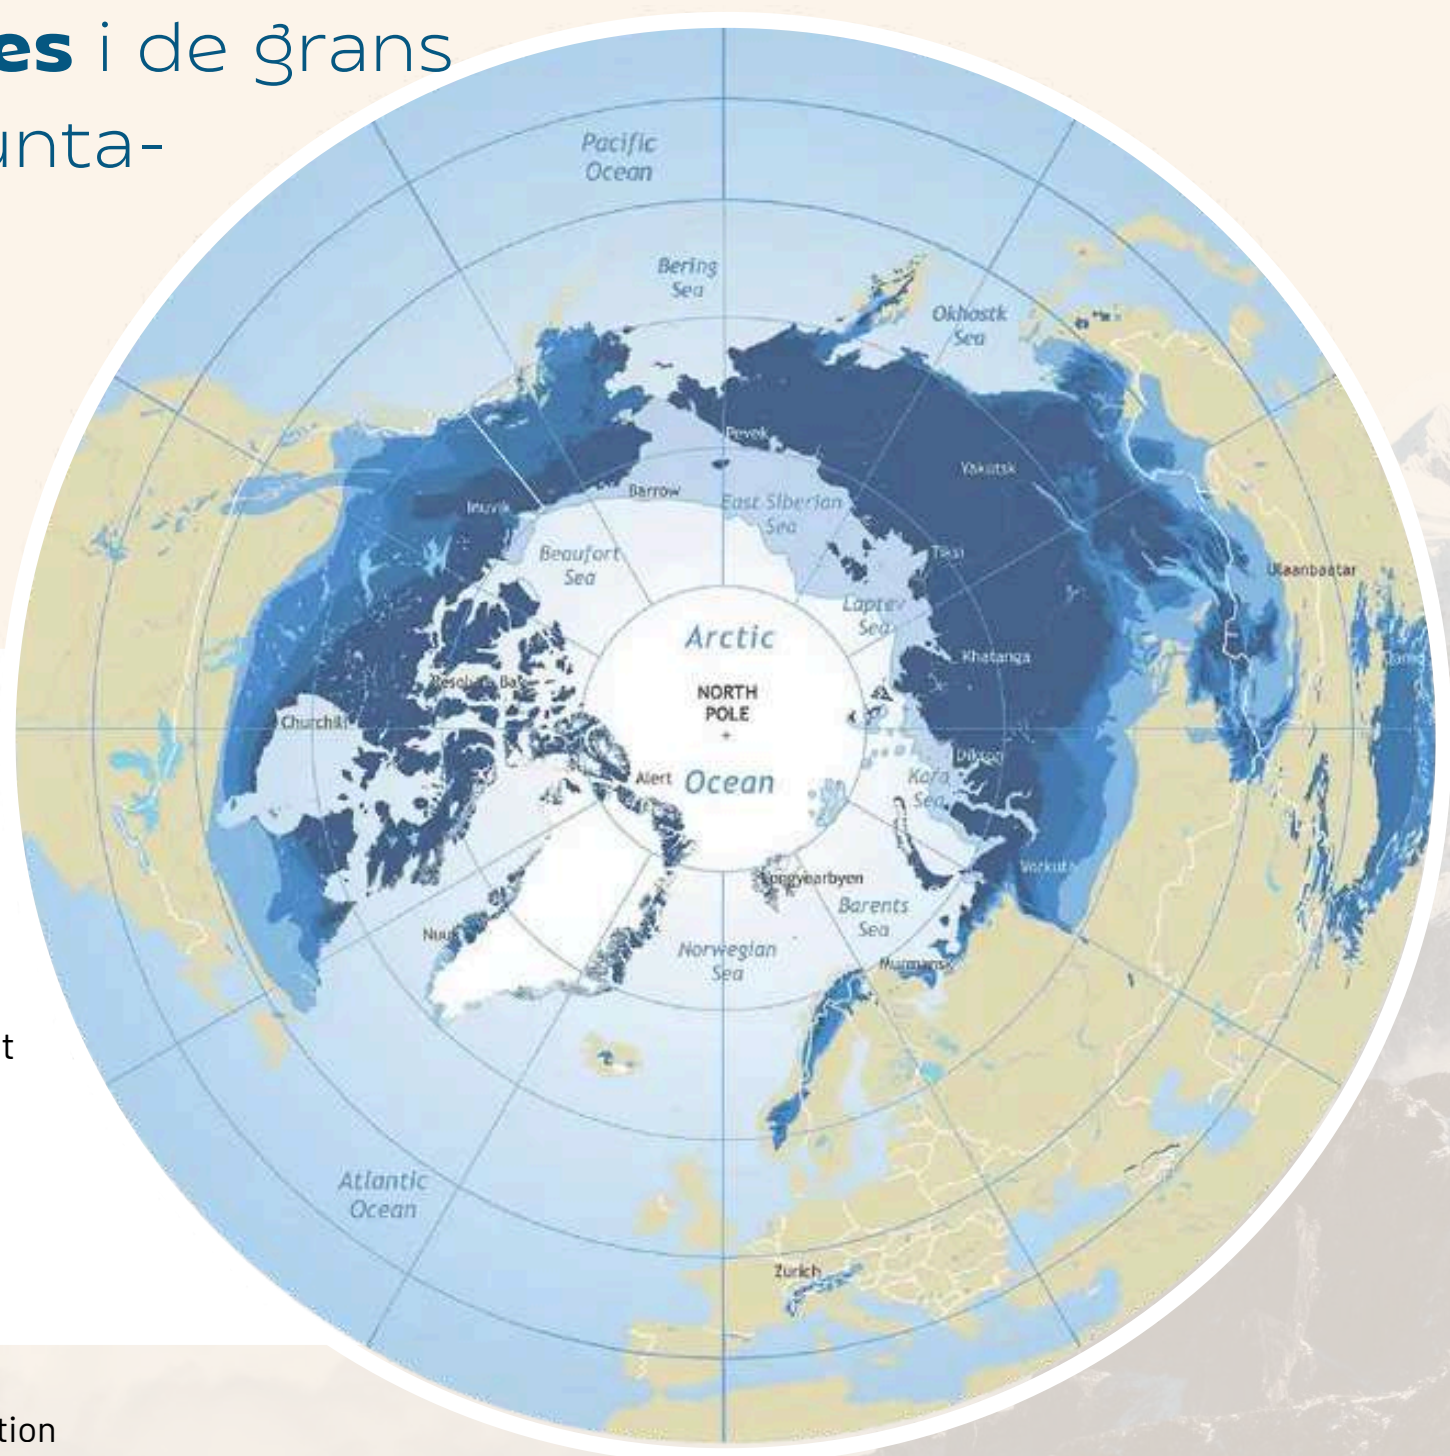 es i de grans
unta-
Pacific
Ocean
Bering
Sea
Okhostk
Sea
Pevek
Yakutsk
Barrow
East Siberian
Sea
Inuvik
Beaufort
Sea
Tiksi
Ulaanbaatar
Laptev
Sea
Arctic
Khatanga
NORTH
POLE
Churchill
Dikson
Alert
Ocean
Kara
Sea
Vorkuta
Longyearbyen
Barents
Sea
Nuuk
Norwegian
Sea
Murmansk
t
Atlantic
Ocean
Zurich
tion